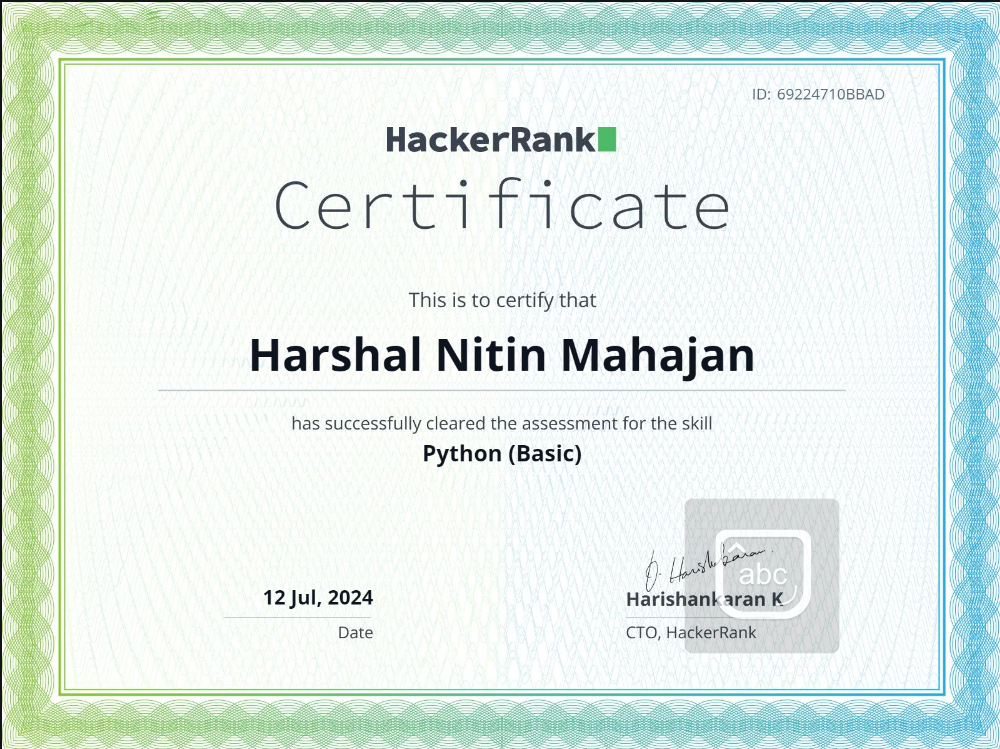 ID: 69224710BBAD
HackerRank
Certificate
This is to certify that
Harshal Nitin Mahajan
has successfully cleared the assessment for the skill
Python (Basic)
12 Jul, 2024
Date
D. Harishankaran.
abc
Harishankaran K
CTO, HackerRank